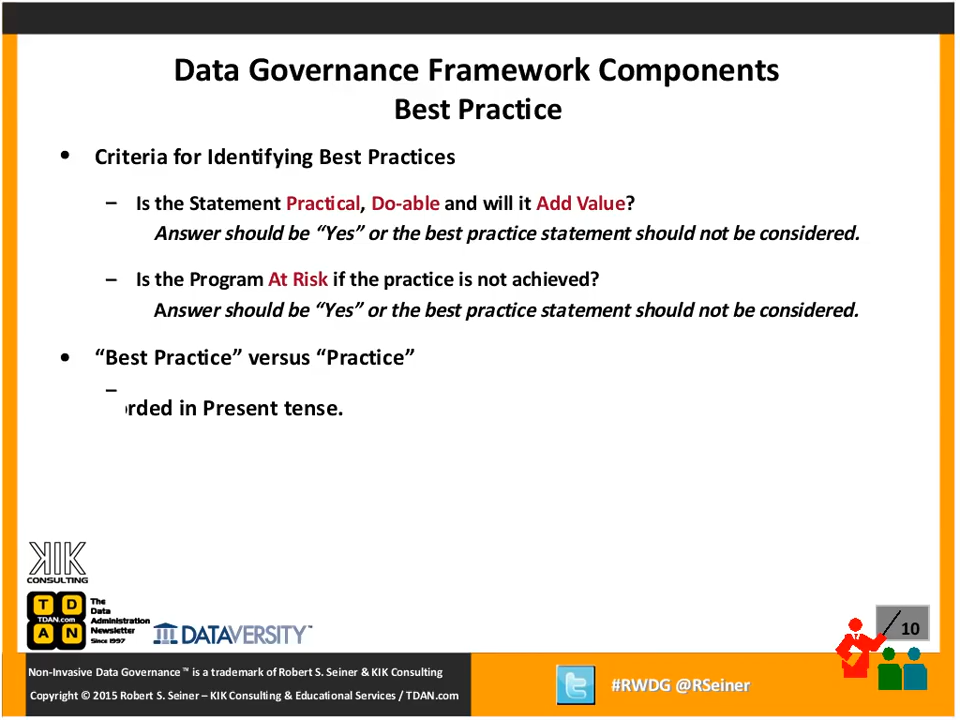 Data Governance Framework Components
Best Practice
• Criteria for Identifying Best Practices
– Is the Statement Practical, Do-able and will it Add Value?
Answer should be “Yes” or the best practice statement should not be considered.
– Is the Program At Risk if the practice is not achieved?
Answer should be “Yes” or the best practice statement should not be considered.
• “Best Practice” versus “Practice”
–
in Present tense.
KIK
CONSULTING
T D
TDAN.com
A N
The
Data
Administration
Newsletter
Since 1997
DATAVERSITY™
10
Non-Invasive Data Governance™ is a trademark of Robert S. Seiner & KIK Consulting
Copyright © 2015 Robert S. Seiner – KIK Consulting & Educational Services / TDAN.com
#RWDG @RSeiner